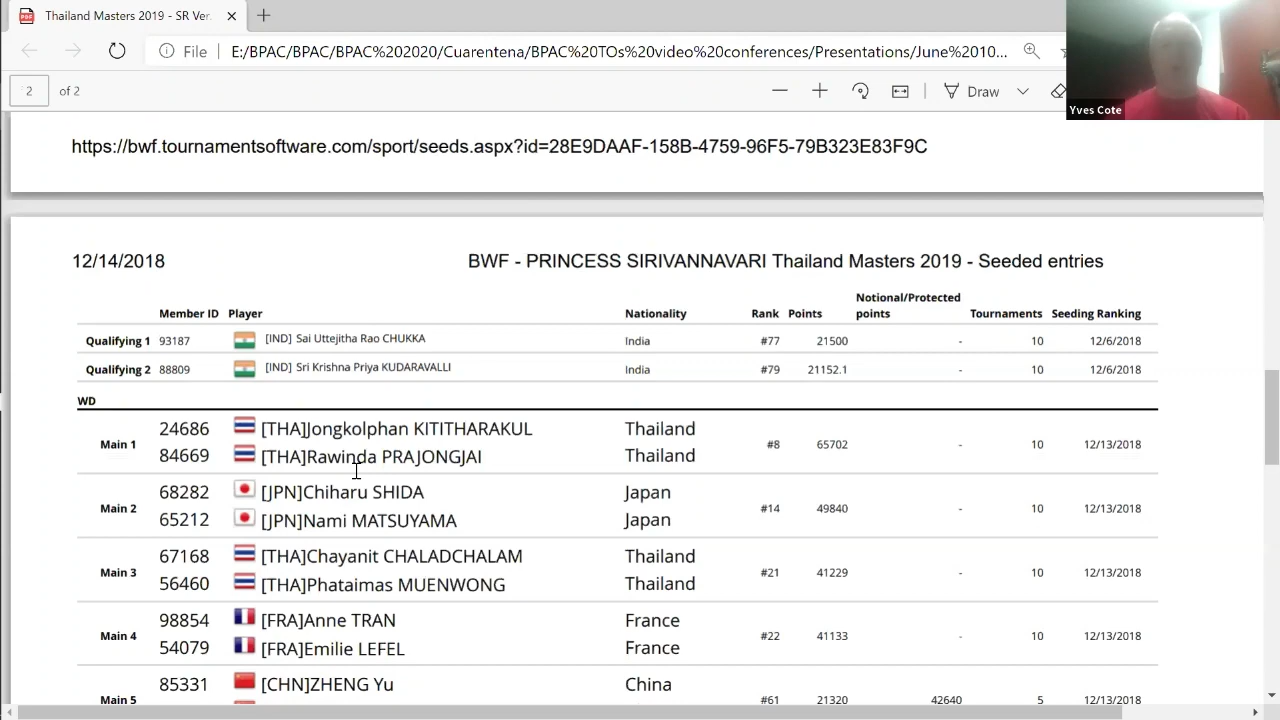 Thailand Masters 2019 - SR Ver.
File E:/BPAC/BPAC/BPAC%202020/Cuarentena/BPAC%20TOs%20video%20conferences/Presentations/June%2010...
2 of 2 Draw
Yves Cote
https://bwf.tournamentsoftware.com/sport/seeds.aspx?id=28E9DAAF-158B-4759-96F5-79B323E83F9C
12/14/2018 BWF - PRINCESS SIRIVANNAVARI Thailand Masters 2019 - Seeded entries
Member ID Player Nationality Rank Points Notional/Protected points Tournaments Seeding Ranking
Qualifying 1 93187 [IND] Sai Uttejitha Rao CHUKKA India #77 21500 - 10 12/6/2018
Qualifying 2 88809 [IND] Sri Krishna Priya KUDARAVALLI India #79 21152.1 - 10 12/6/2018
WD
Main 1 24686 [THA]Jongkolphan KITITHARAKUL Thailand #8 65702 - 10 12/13/2018
84669 [THA]Rawinda PRAJONGJAI Thailand
Main 2 68282 [JPN]Chiharu SHIDA Japan #14 49840 - 10 12/13/2018
65212 [JPN]Nami MATSUYAMA Japan
Main 3 67168 [THA]Chayanit CHALADCHALAM Thailand #21 41229 - 10 12/13/2018
56460 [THA]Phataimas MUENWONG Thailand
Main 4 98854 [FRA]Anne TRAN France #22 41133 - 10 12/13/2018
54079 [FRA]Emilie LEFEL France
Main 5 85331 [CHN]ZHENG Yu China #61 21320 42640 5 12/13/2018